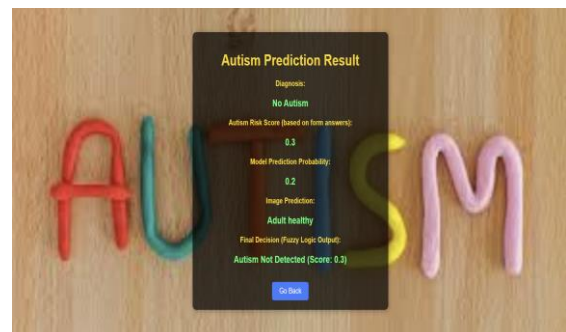 AUTISM
Autism Prediction Result
Diagnosis:
No Autism
Autism Risk Score (based on form answers):
0.3
Model Prediction Probability:
0.2
Image Prediction:
Adult healthy
Final Decision (Fuzzy Logic Output):
Autism Not Detected (Score: 0.3)
Go Back